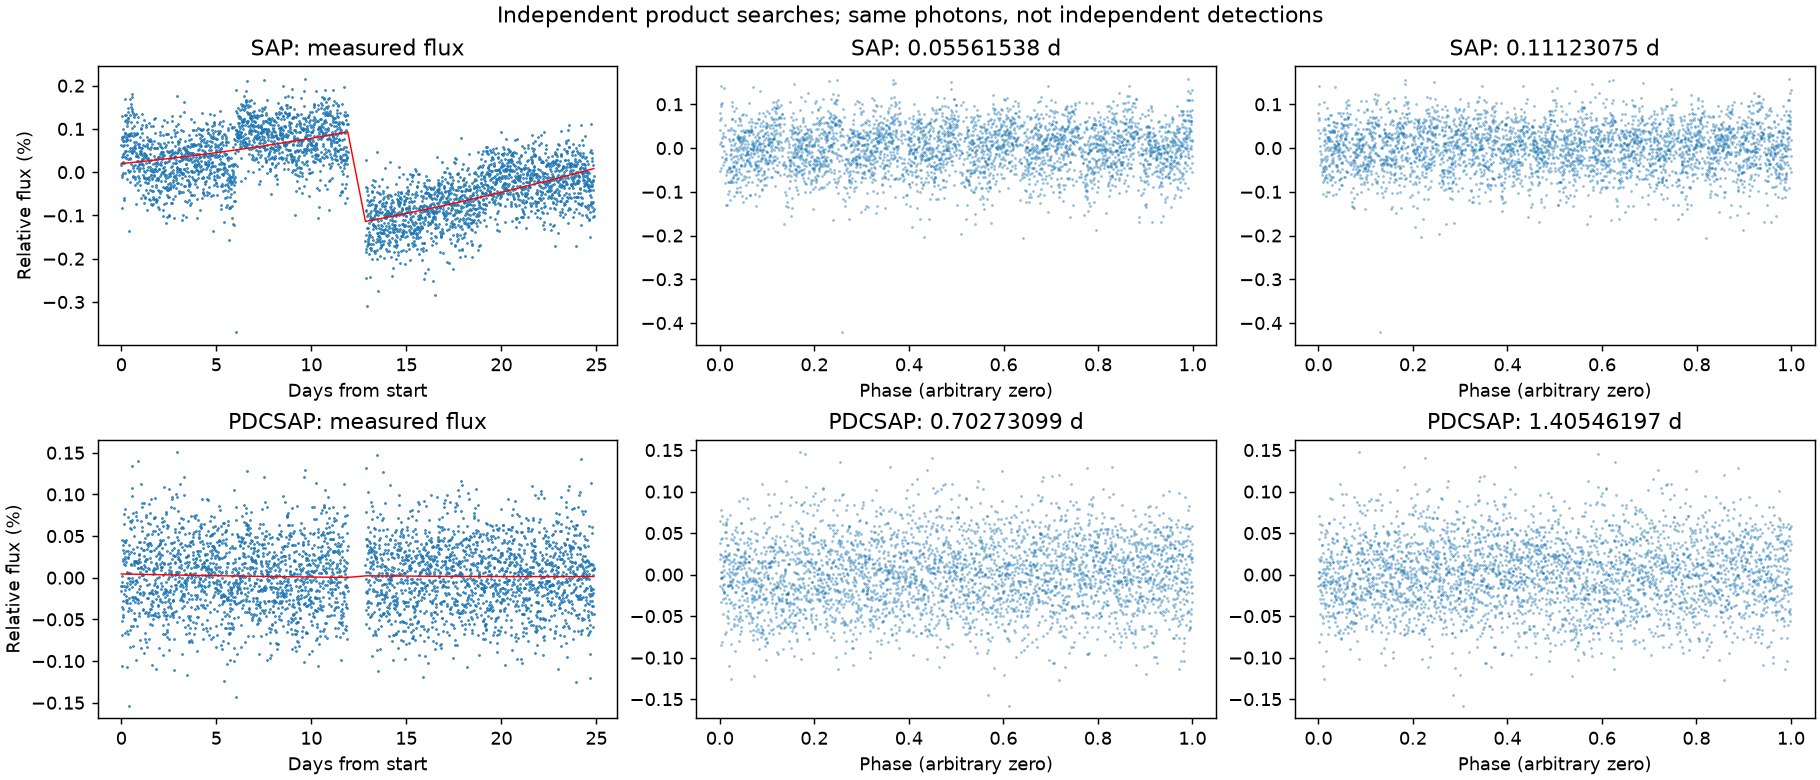 Independent product searches; same photons, not independent detections
SAP: measured flux
Relative flux (%)
0.2
0.1
0.0
−0.1
−0.2
−0.3
0 5 10 15 20 25
Days from start
SAP: 0.05561538 d
0.1
0.0
−0.1
−0.2
−0.3
−0.4
0.0 0.2 0.4 0.6 0.8 1.0
Phase (arbitrary zero)
SAP: 0.11123075 d
0.1
0.0
−0.1
−0.2
−0.3
−0.4
0.0 0.2 0.4 0.6 0.8 1.0
Phase (arbitrary zero)
PDCSAP: measured flux
Relative flux (%)
0.15
0.10
0.05
0.00
−0.05
−0.10
−0.15
0 5 10 15 20 25
Days from start
PDCSAP: 0.70273099 d
0.15
0.10
0.05
0.00
−0.05
−0.10
−0.15
0.0 0.2 0.4 0.6 0.8 1.0
Phase (arbitrary zero)
PDCSAP: 1.40546197 d
0.15
0.10
0.05
0.00
−0.05
−0.10
−0.15
0.0 0.2 0.4 0.6 0.8 1.0
Phase (arbitrary zero)